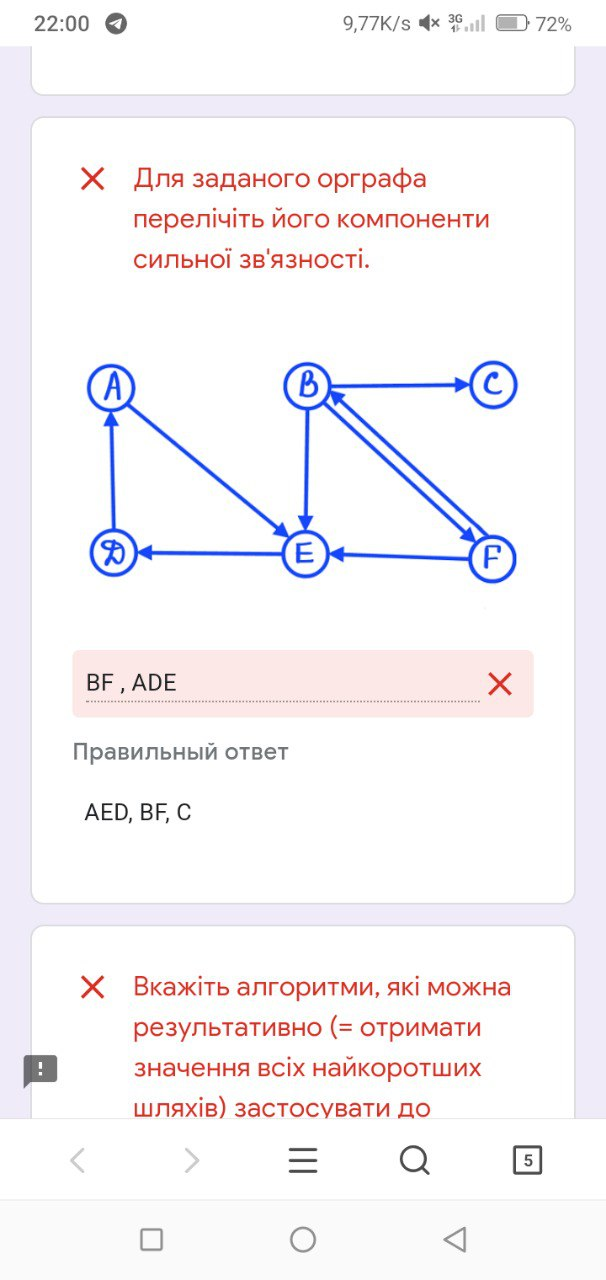 22:00 9,77K/s 3G 72%
Для заданого орграфа
перелічіть його компоненти
сильної зв'язності.
A B C
D E F
BF , ADE
Правильный ответ
AED, BF, C
Вкажіть алгоритми, які можна
результативно (= отримати
значення всіх найкоротших
шляхів) застосувати до
5